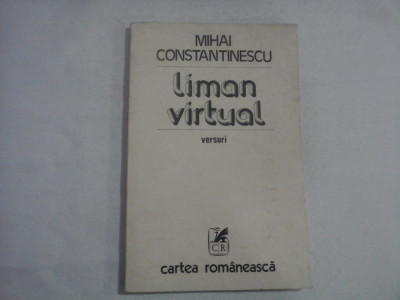 MIHAI
CONSTANTINESCU
liman
virtual
versuri
CR
cartea românească